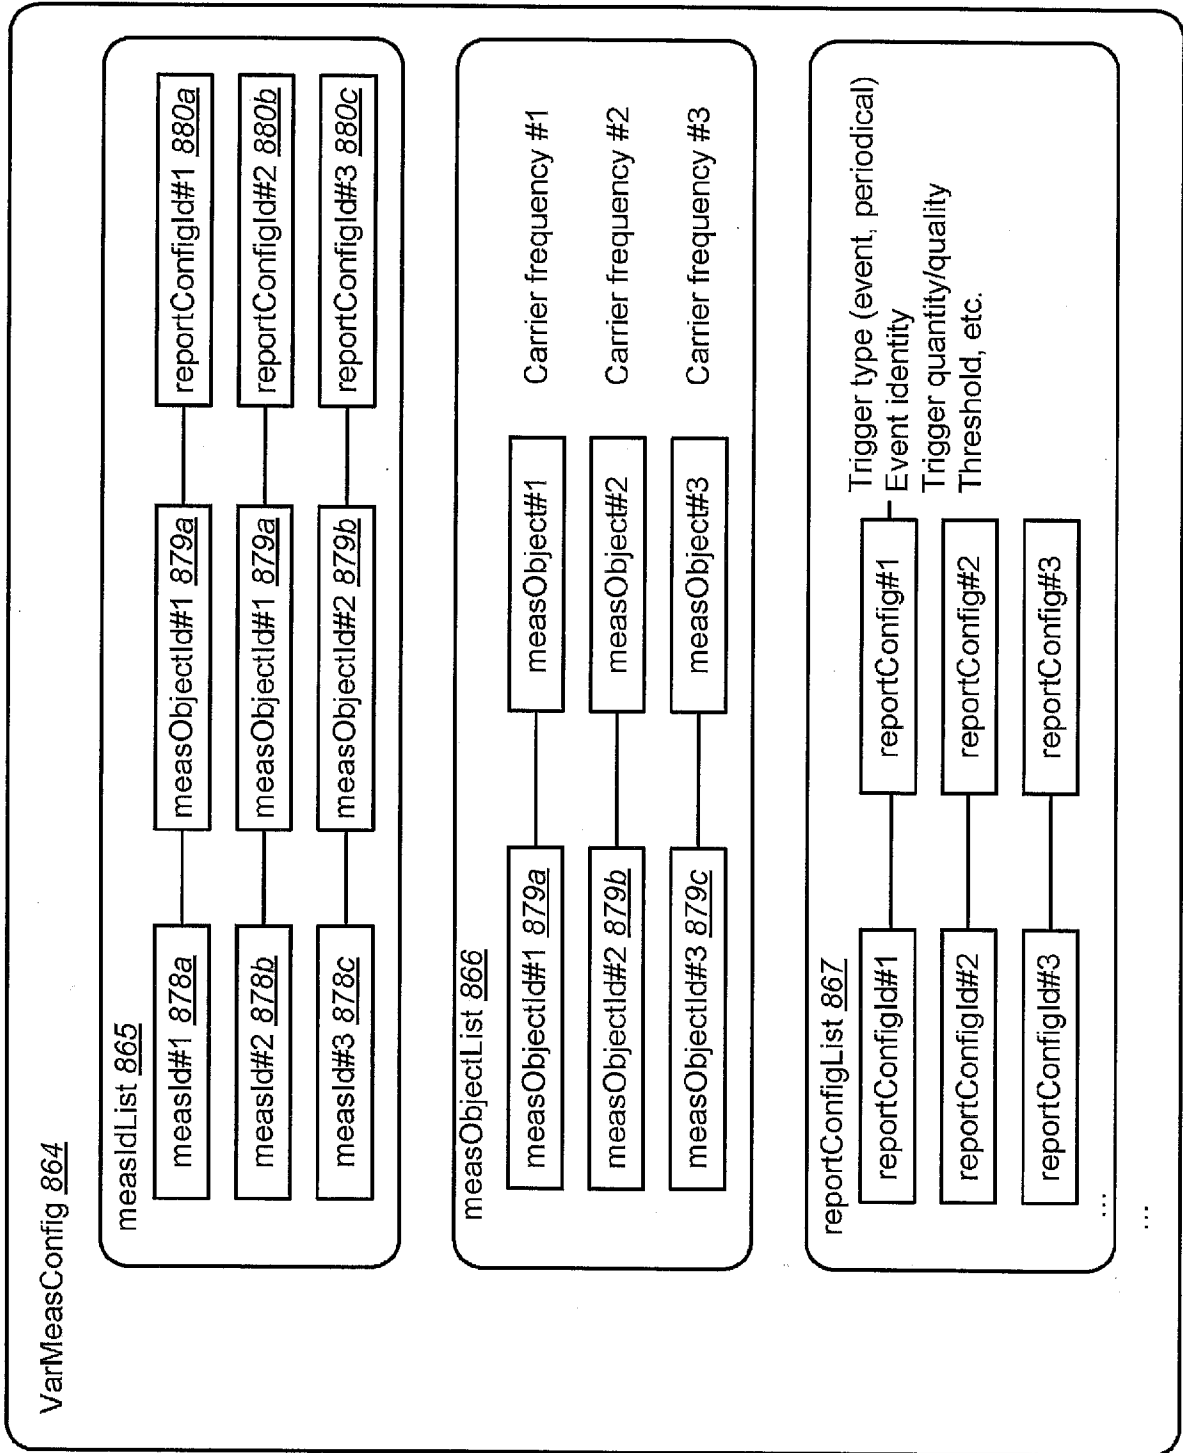 VarMeasConfig 864
measIdList 865
measId#1 878a measObjectId#1 879a reportConfigId#1 880a
measId#2 878b measObjectId#1 879a reportConfigId#2 880b
measId#3 878c measObjectId#2 879b reportConfigId#3 880c
measObjectList 866
measObjectId#1 879a measObject#1 Carrier frequency #1
measObjectId#2 879b measObject#2 Carrier frequency #2
measObjectId#3 879c measObject#3 Carrier frequency #3
reportConfigList 867
reportConfigId#1 reportConfig#1 Trigger type (event, periodical)
Event identity
Trigger quantity/quality
Threshold, etc.
reportConfigId#2 reportConfig#2
reportConfigId#3 reportConfig#3
...
...